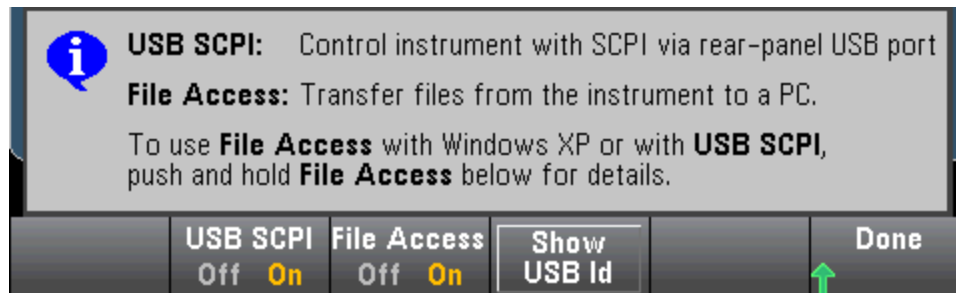 USB SCPI: Control instrument with SCPI via rear-panel USB port
File Access: Transfer files from the instrument to a PC.
To use File Access with Windows XP or with USB SCPI,
push and hold File Access below for details.
USB SCPI
Off On
File Access
Off On
Show
USB Id
Done